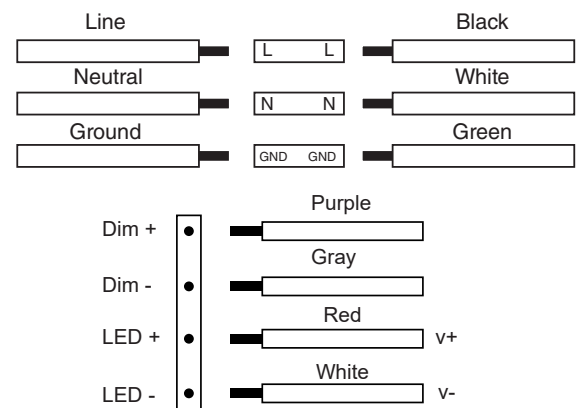 Line Black
L L
Neutral White
N N
Ground Green
GND GND
Purple
Dim +
Gray
Dim -
Red
LED + v+
White
LED - v-